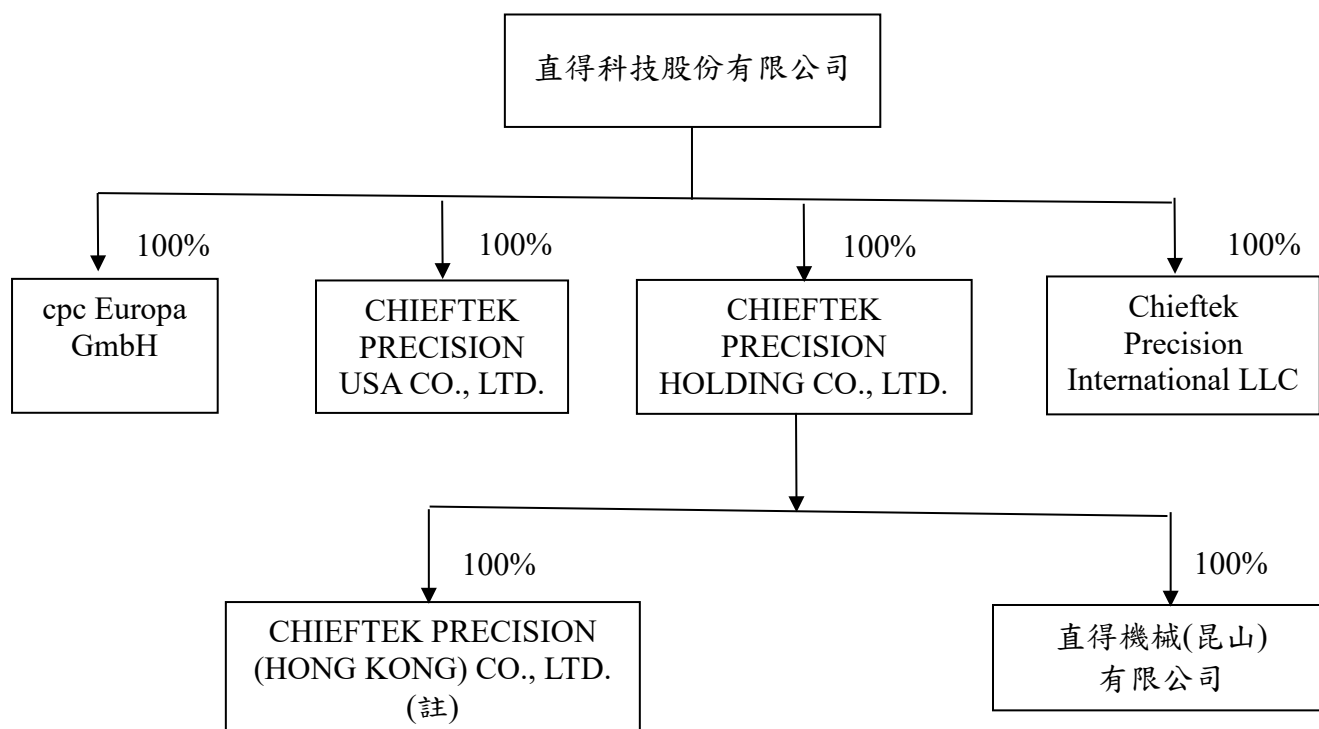 直得科技股份有限公司
100%
100%
100%
100%
cpc Europa
GmbH
CHIEFTEK
PRECISION
USA CO., LTD.
CHIEFTEK
PRECISION
HOLDING CO., LTD.
Chieftek
Precision
International LLC
100%
100%
CHIEFTEK PRECISION
(HONG KONG) CO., LTD.
(註)
直得機械(昆山)
有限公司